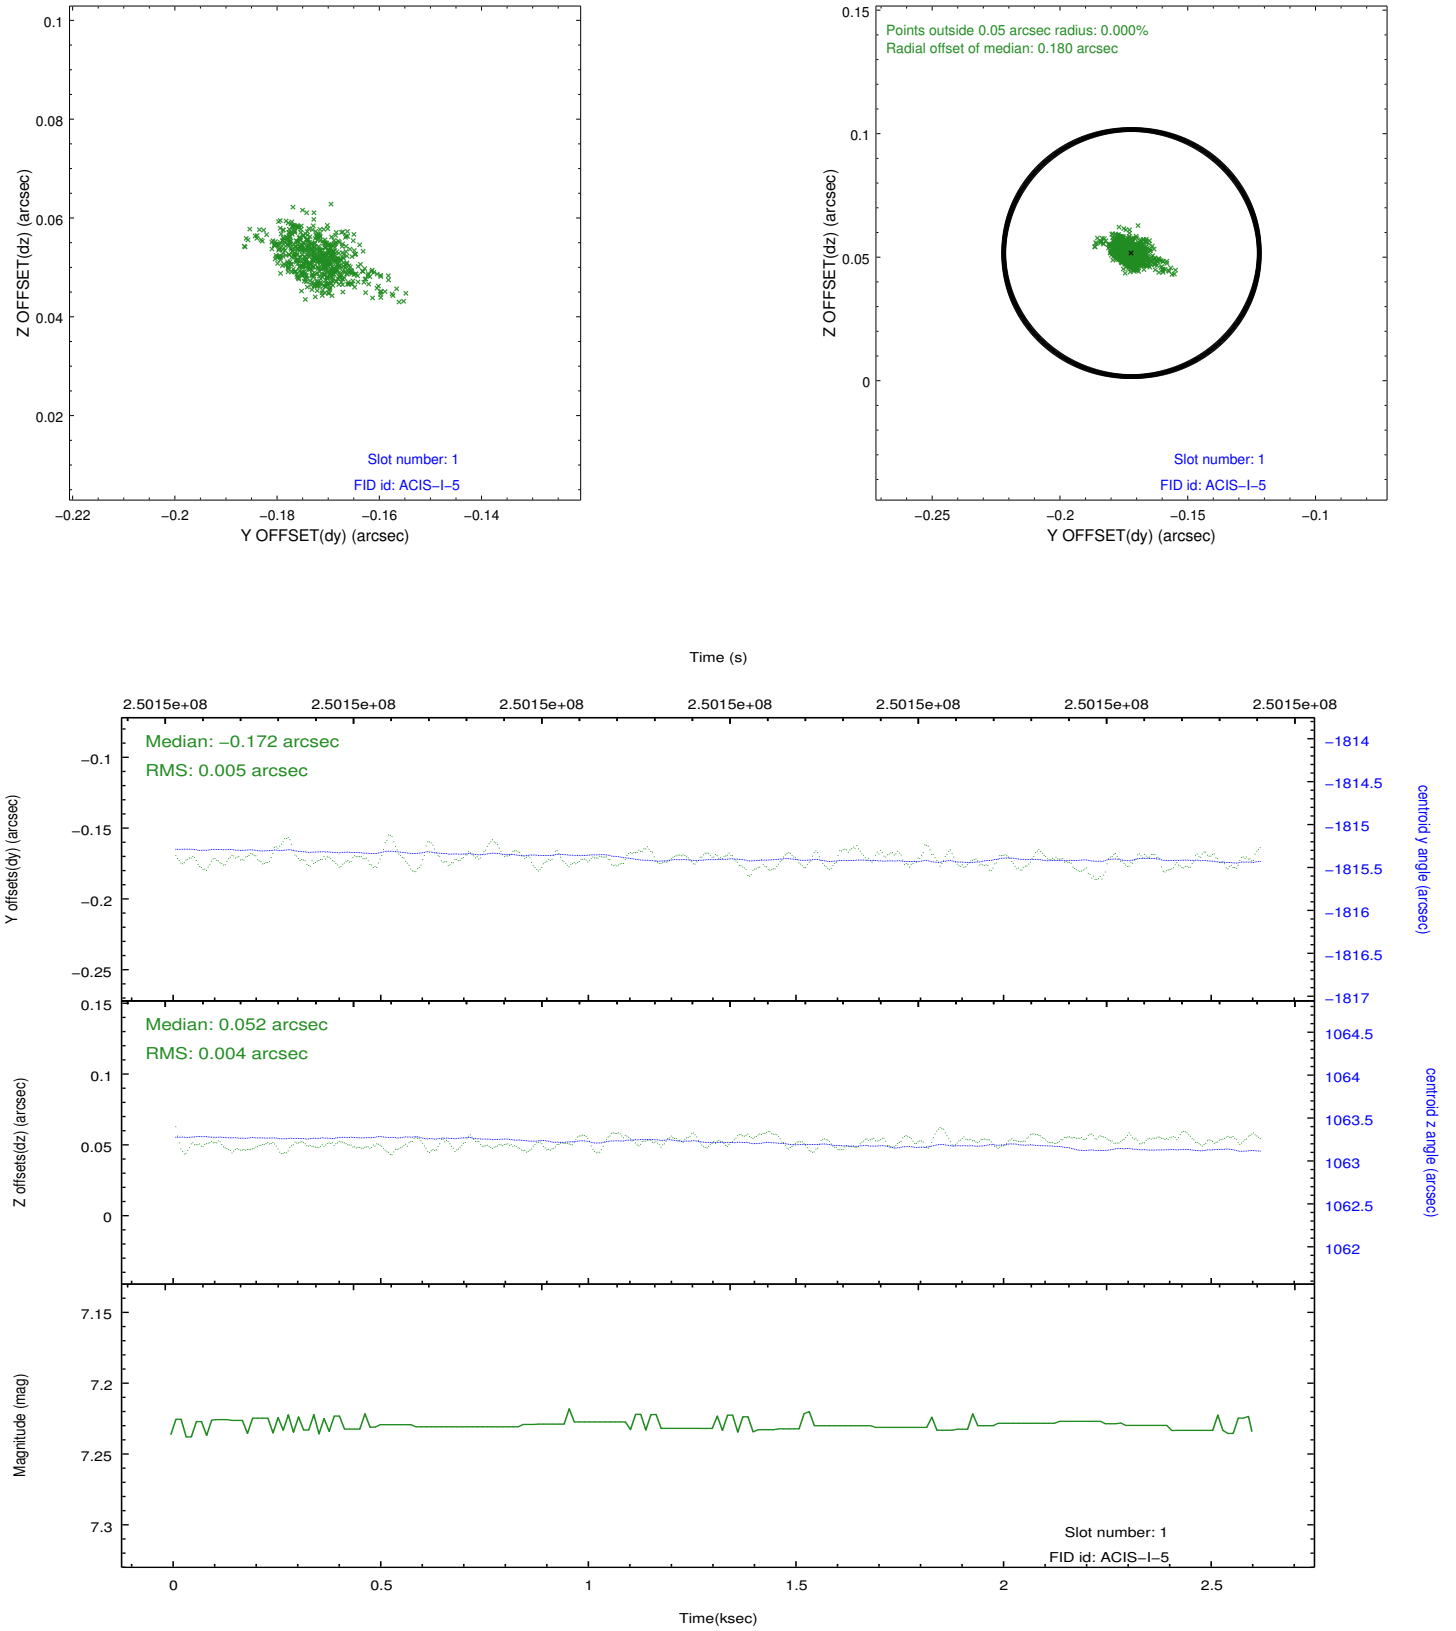 0.1
0.08
0.06
0.04
0.02
Z OFFSET(dz) (arcsec)
Slot number: 1
FID id: ACIS−I−5
−0.22 −0.2 −0.18 −0.16 −0.14
Y OFFSET(dy) (arcsec)
0.15
0.1
0.05
0
Z OFFSET(dz) (arcsec)
Points outside 0.05 arcsec radius: 0.000%
Radial offset of median: 0.180 arcsec
Slot number: 1
FID id: ACIS−I−5
−0.25 −0.2 −0.15 −0.1
Y OFFSET(dy) (arcsec)
Time (s)
2.5015e+08 2.5015e+08 2.5015e+08 2.5015e+08 2.5015e+08 2.5015e+08 2.5015e+08
Median: −0.172 arcsec
RMS: 0.005 arcsec
−0.1
−0.15
−0.2
−0.25
Y offsets(dy) (arcsec)
−1814
−1814.5
−1815
−1815.5
−1816
−1816.5
−1817
centroid y angle (arcsec)
Median: 0.052 arcsec
RMS: 0.004 arcsec
0.15
0.1
0.05
0
Z offsets(dz) (arcsec)
1064.5
1064
1063.5
1063
1062.5
1062
centroid z angle (arcsec)
7.15
7.2
7.25
7.3
Magnitude (mag)
Slot number: 1
FID id: ACIS−I−5
0 0.5 1 1.5 2 2.5
Time(ksec)